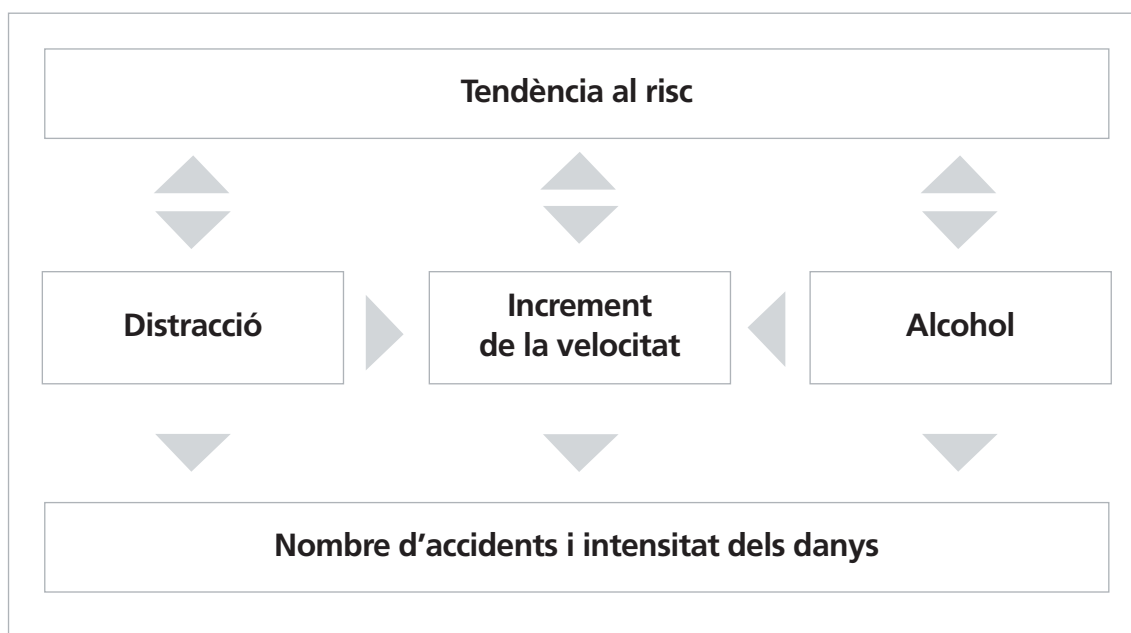 Tendència al risc
Distracció
Increment
de la velocitat
Alcohol
Nombre d’accidents i intensitat dels danys